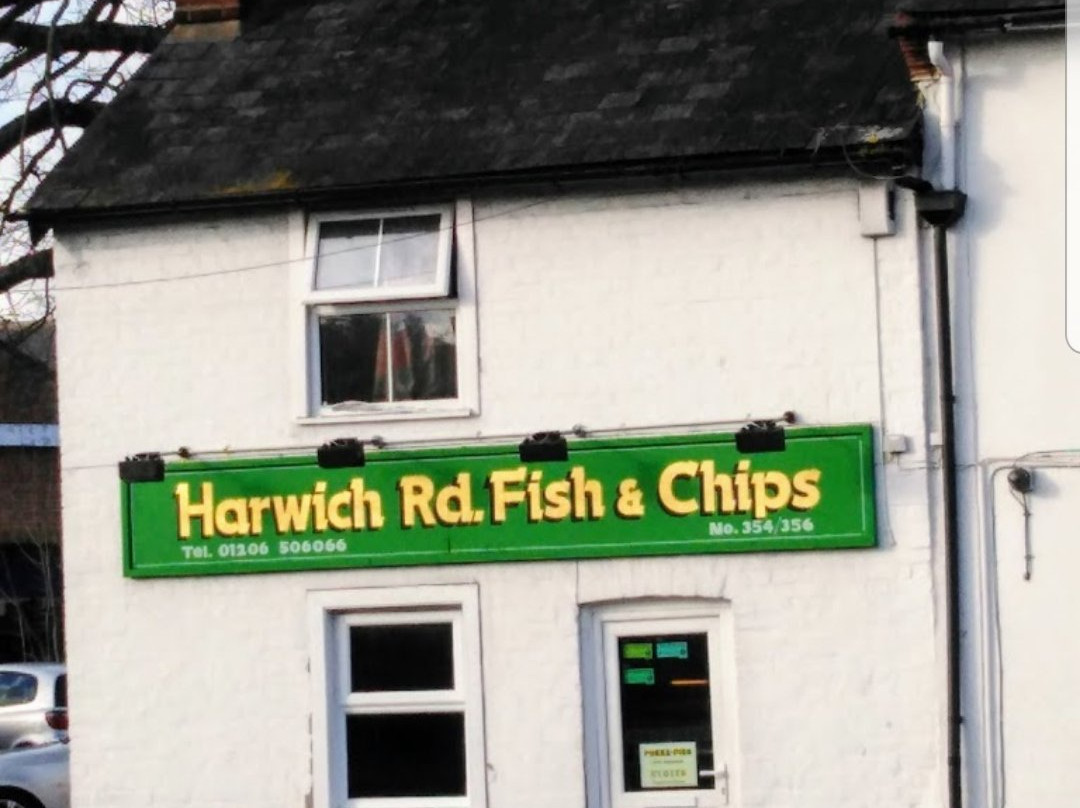 Harwich Rd. Fish & Chips
Tel. 01206 506066
No. 354/356